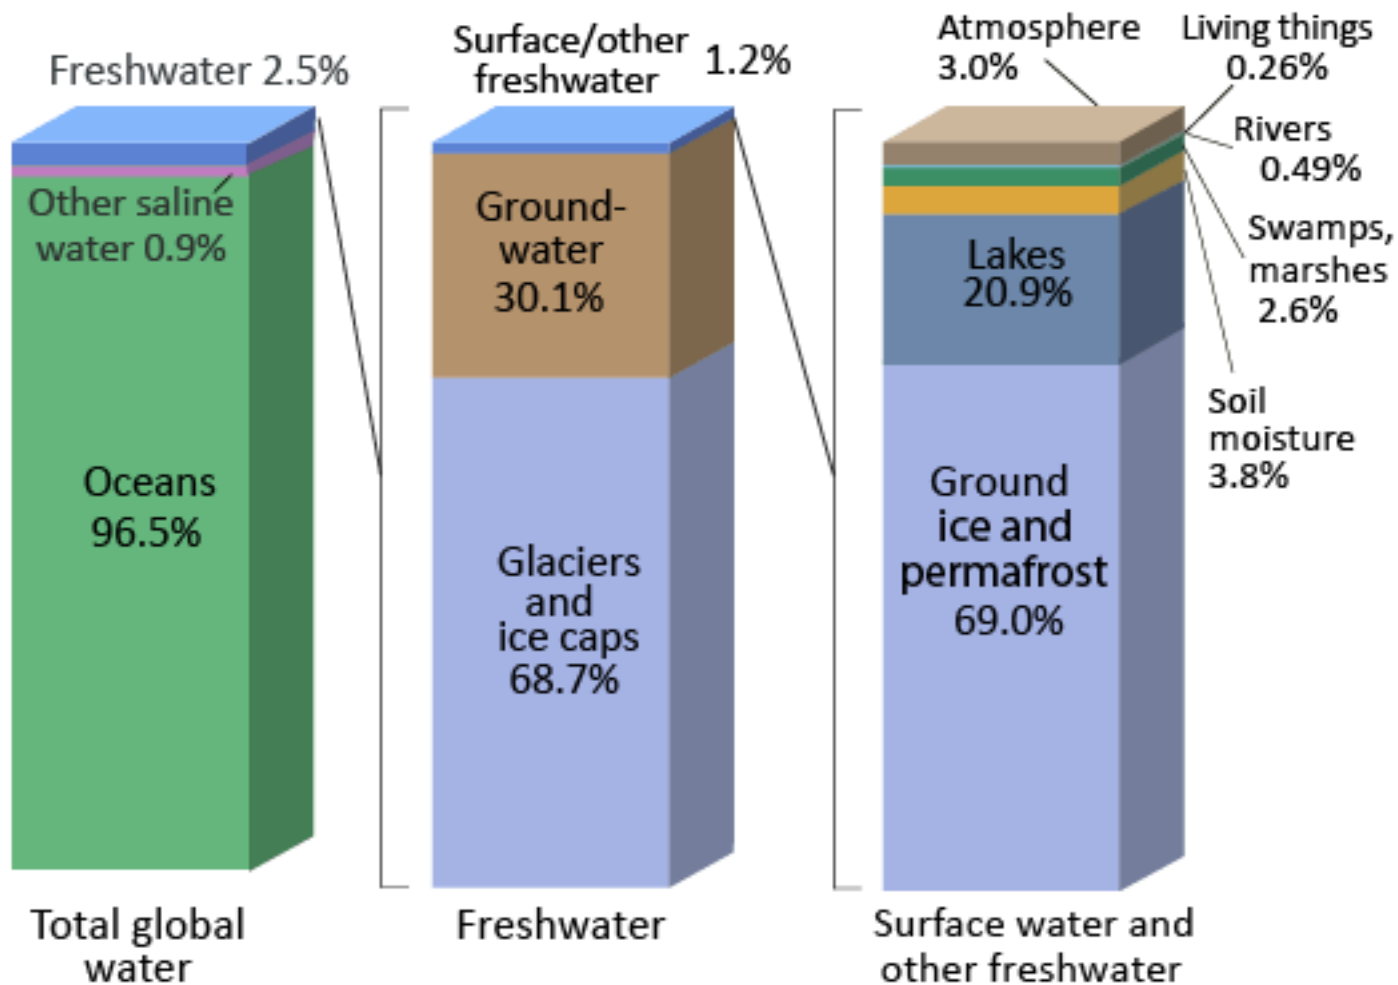 Freshwater 2.5%
Other saline
water 0.9%
Oceans
96.5%
Total global
water
Surface/other
freshwater 1.2%
Ground-
water
30.1%
Glaciers
and
ice caps
68.7%
Freshwater
Atmosphere
3.0%
Living things
0.26%
Rivers
0.49%
Swamps,
marshes
2.6%
Soil
moisture
3.8%
Lakes
20.9%
Ground
ice and
permafrost
69.0%
Surface water and
other freshwater